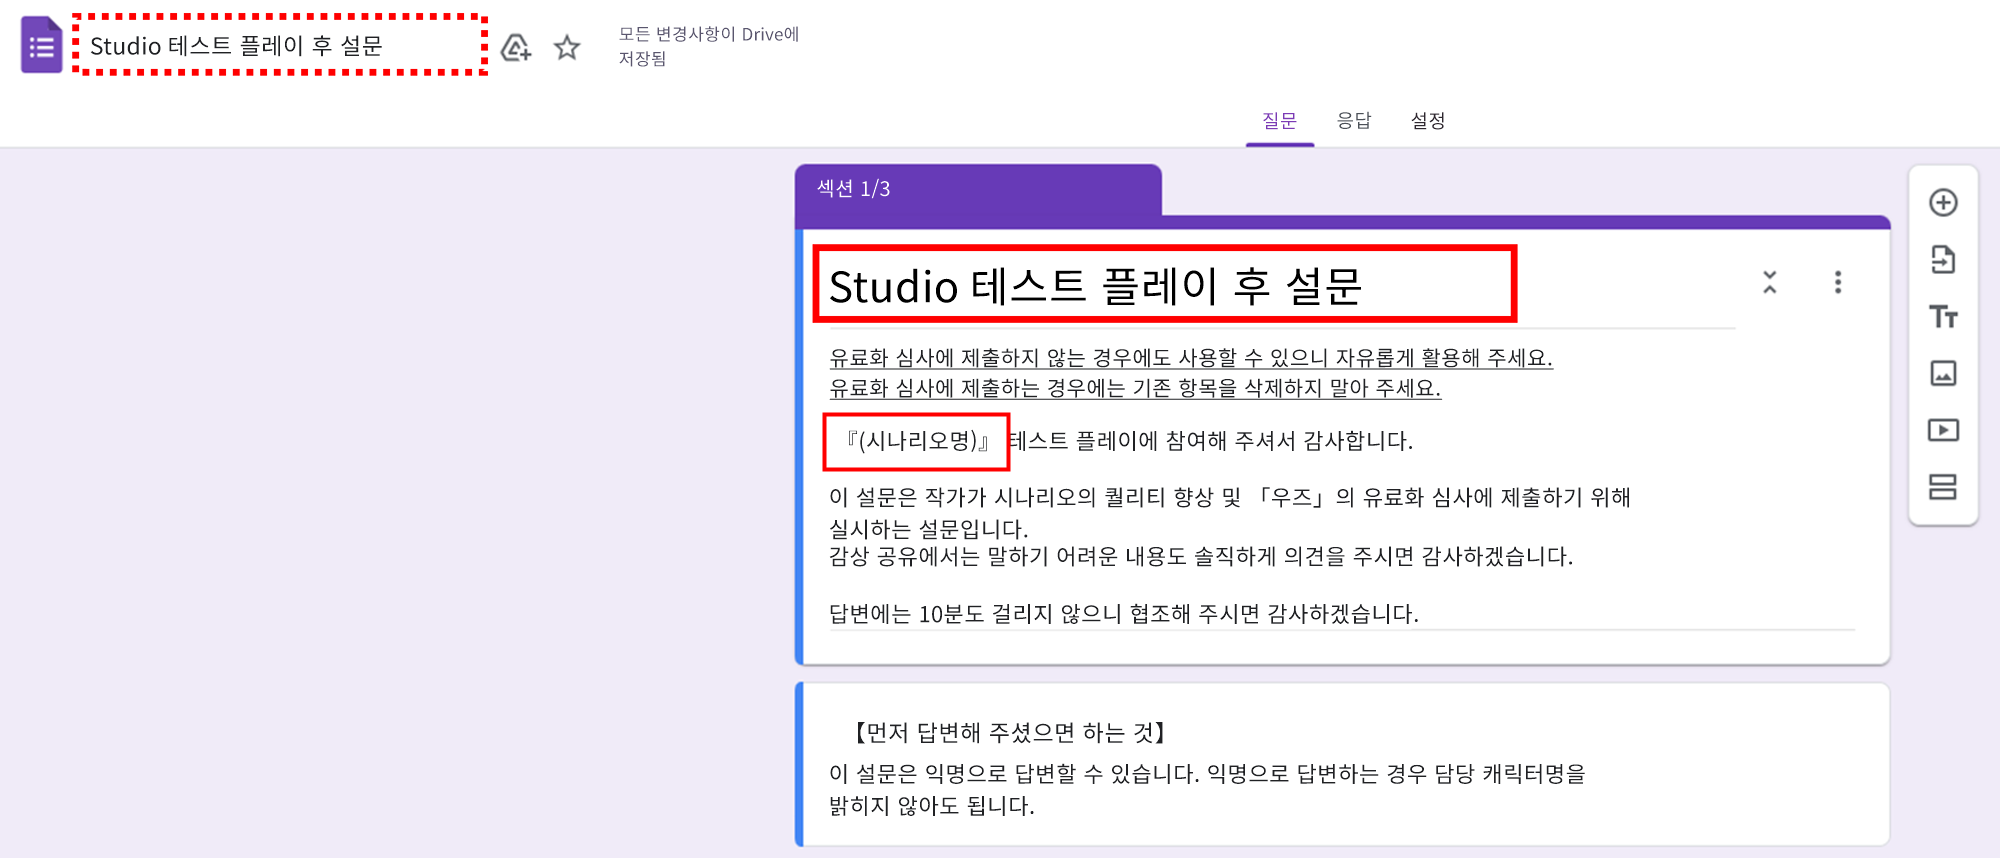 Studio 테스트 플레이 후 설문
모든 변경사항이 Drive에
저장됨
질문 응답 설정
섹션 1/3
Studio 테스트 플레이 후 설문
유료화 심사에 제출하지 않는 경우에도 사용할 수 있으니 자유롭게 활용해 주세요.
유료화 심사에 제출하는 경우에는 기존 항목을 삭제하지 말아 주세요.
『(시나리오명)』 테스트 플레이에 참여해 주셔서 감사합니다.
이 설문은 작가가 시나리오의 퀄리티 향상 및 「우즈」의 유료화 심사에 제출하기 위해
실시하는 설문입니다.
감상 공유에서는 말하기 어려운 내용도 솔직하게 의견을 주시면 감사하겠습니다.
답변에는 10분도 걸리지 않으니 협조해 주시면 감사하겠습니다.
【먼저 답변해 주셨으면 하는 것】
이 설문은 익명으로 답변할 수 있습니다. 익명으로 답변하는 경우 담당 캐릭터명을
밝히지 않아도 됩니다.